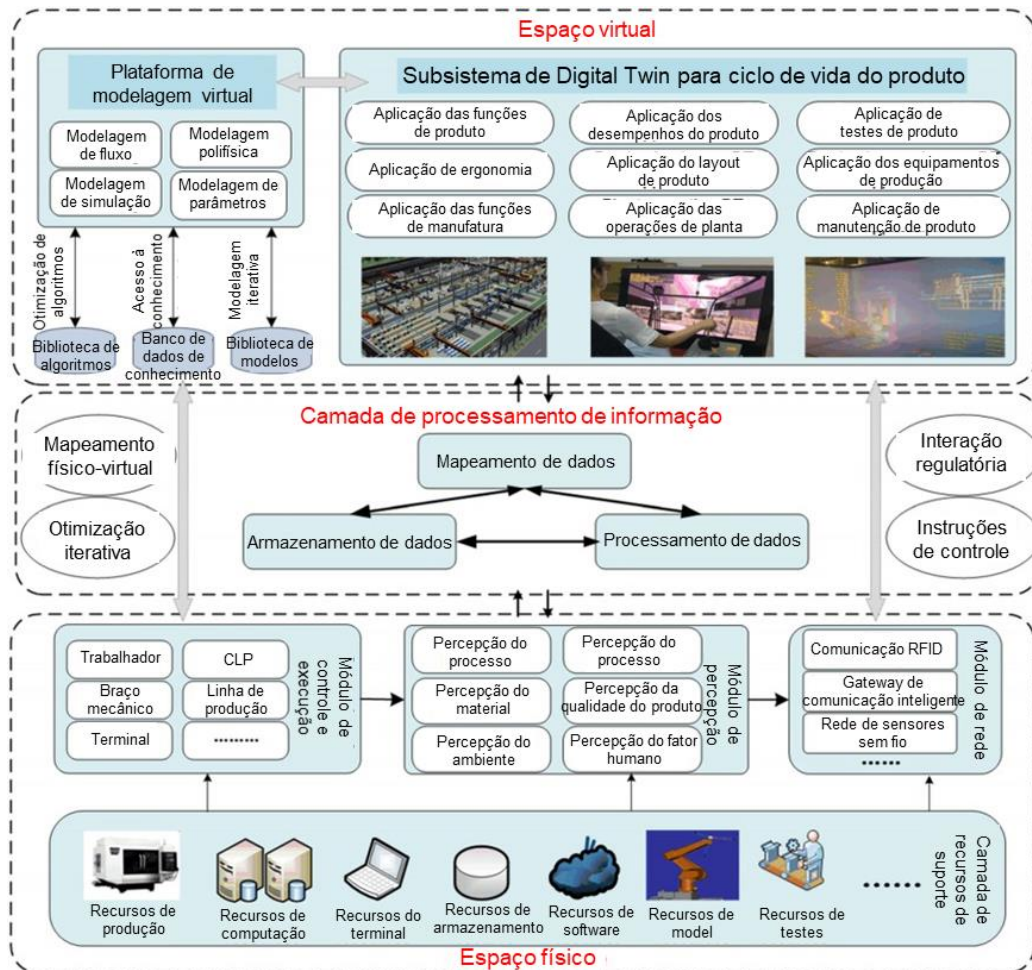 Espaço virtual
Plataforma de
modelagem virtual
Modelagem
de fluxo
Modelagem
polifísica
Modelagem
de simulação
Modelagem de
parâmetros
Otimização de
algoritmos
Acesso à
conhecimento
Modelagem
iterativa
Biblioteca de
algoritmos
Banco de
dados de
conhecimento
Biblioteca de
modelos
Subsistema de Digital Twin para ciclo de vida do produto
Aplicação das funções
de produto
Aplicação dos
desempenhos do produto
Aplicação de
testes de produto
Aplicação de ergonomia
Aplicação do layout
de produto
Aplicação dos equipamentos
de produção
Aplicação das funções
de manufatura
Aplicação das
operações de planta
Aplicação de
manutenção de produto
Camada de processamento de informação
Mapeamento
físico-virtual
Otimização
iterativa
Mapeamento de dados
Armazenamento de dados
Processamento de dados
Interação
regulatória
Instruções
de controle
Trabalhador
CLP
Braço
mecânico
Linha de
produção
Terminal
.........
Módulo de
controle e
execução
Percepção do
processo
Percepção do
processo
Percepção do
material
Percepção da
qualidade do produto
Percepção do
ambiente
Percepção do fator
humano
Módulo de
percepção
Comunicação RFID
Gateway de
comunicação inteligente
Rede de sensores
sem fio
......
Módulo de rede
Recursos de
produção
Recursos de
computação
Recursos do
terminal
Recursos de
armazenamento
Recursos de
software
Recursos de
model
Recursos de
testes
......
Camada de
recursos de
suporte
Espaço físico